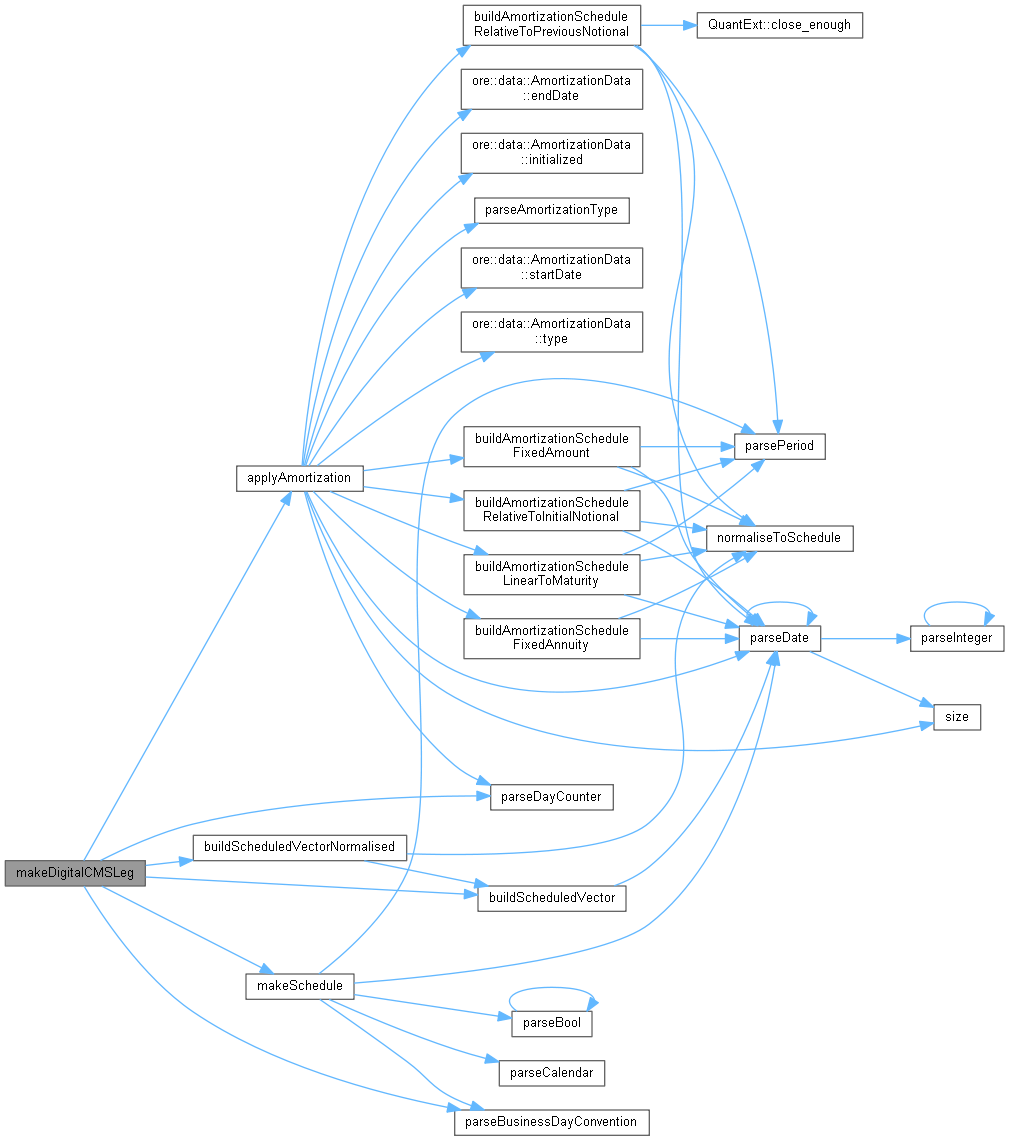 buildAmortizationSchedule
RelativeToPreviousNotional
QuantExt::close_enough
ore::data::AmortizationData
::endDate
ore::data::AmortizationData
::initialized
parseAmortizationType
ore::data::AmortizationData
::startDate
ore::data::AmortizationData
::type
buildAmortizationSchedule
FixedAmount
parsePeriod
applyAmortization
buildAmortizationSchedule
RelativeToInitialNotional
normaliseToSchedule
buildAmortizationSchedule
LinearToMaturity
buildAmortizationSchedule
FixedAnnuity
parseDate
parseInteger
size
parseDayCounter
buildScheduledVectorNormalised
makeDigitalCMSLeg
buildScheduledVector
makeSchedule
parseBool
parseCalendar
parseBusinessDayConvention